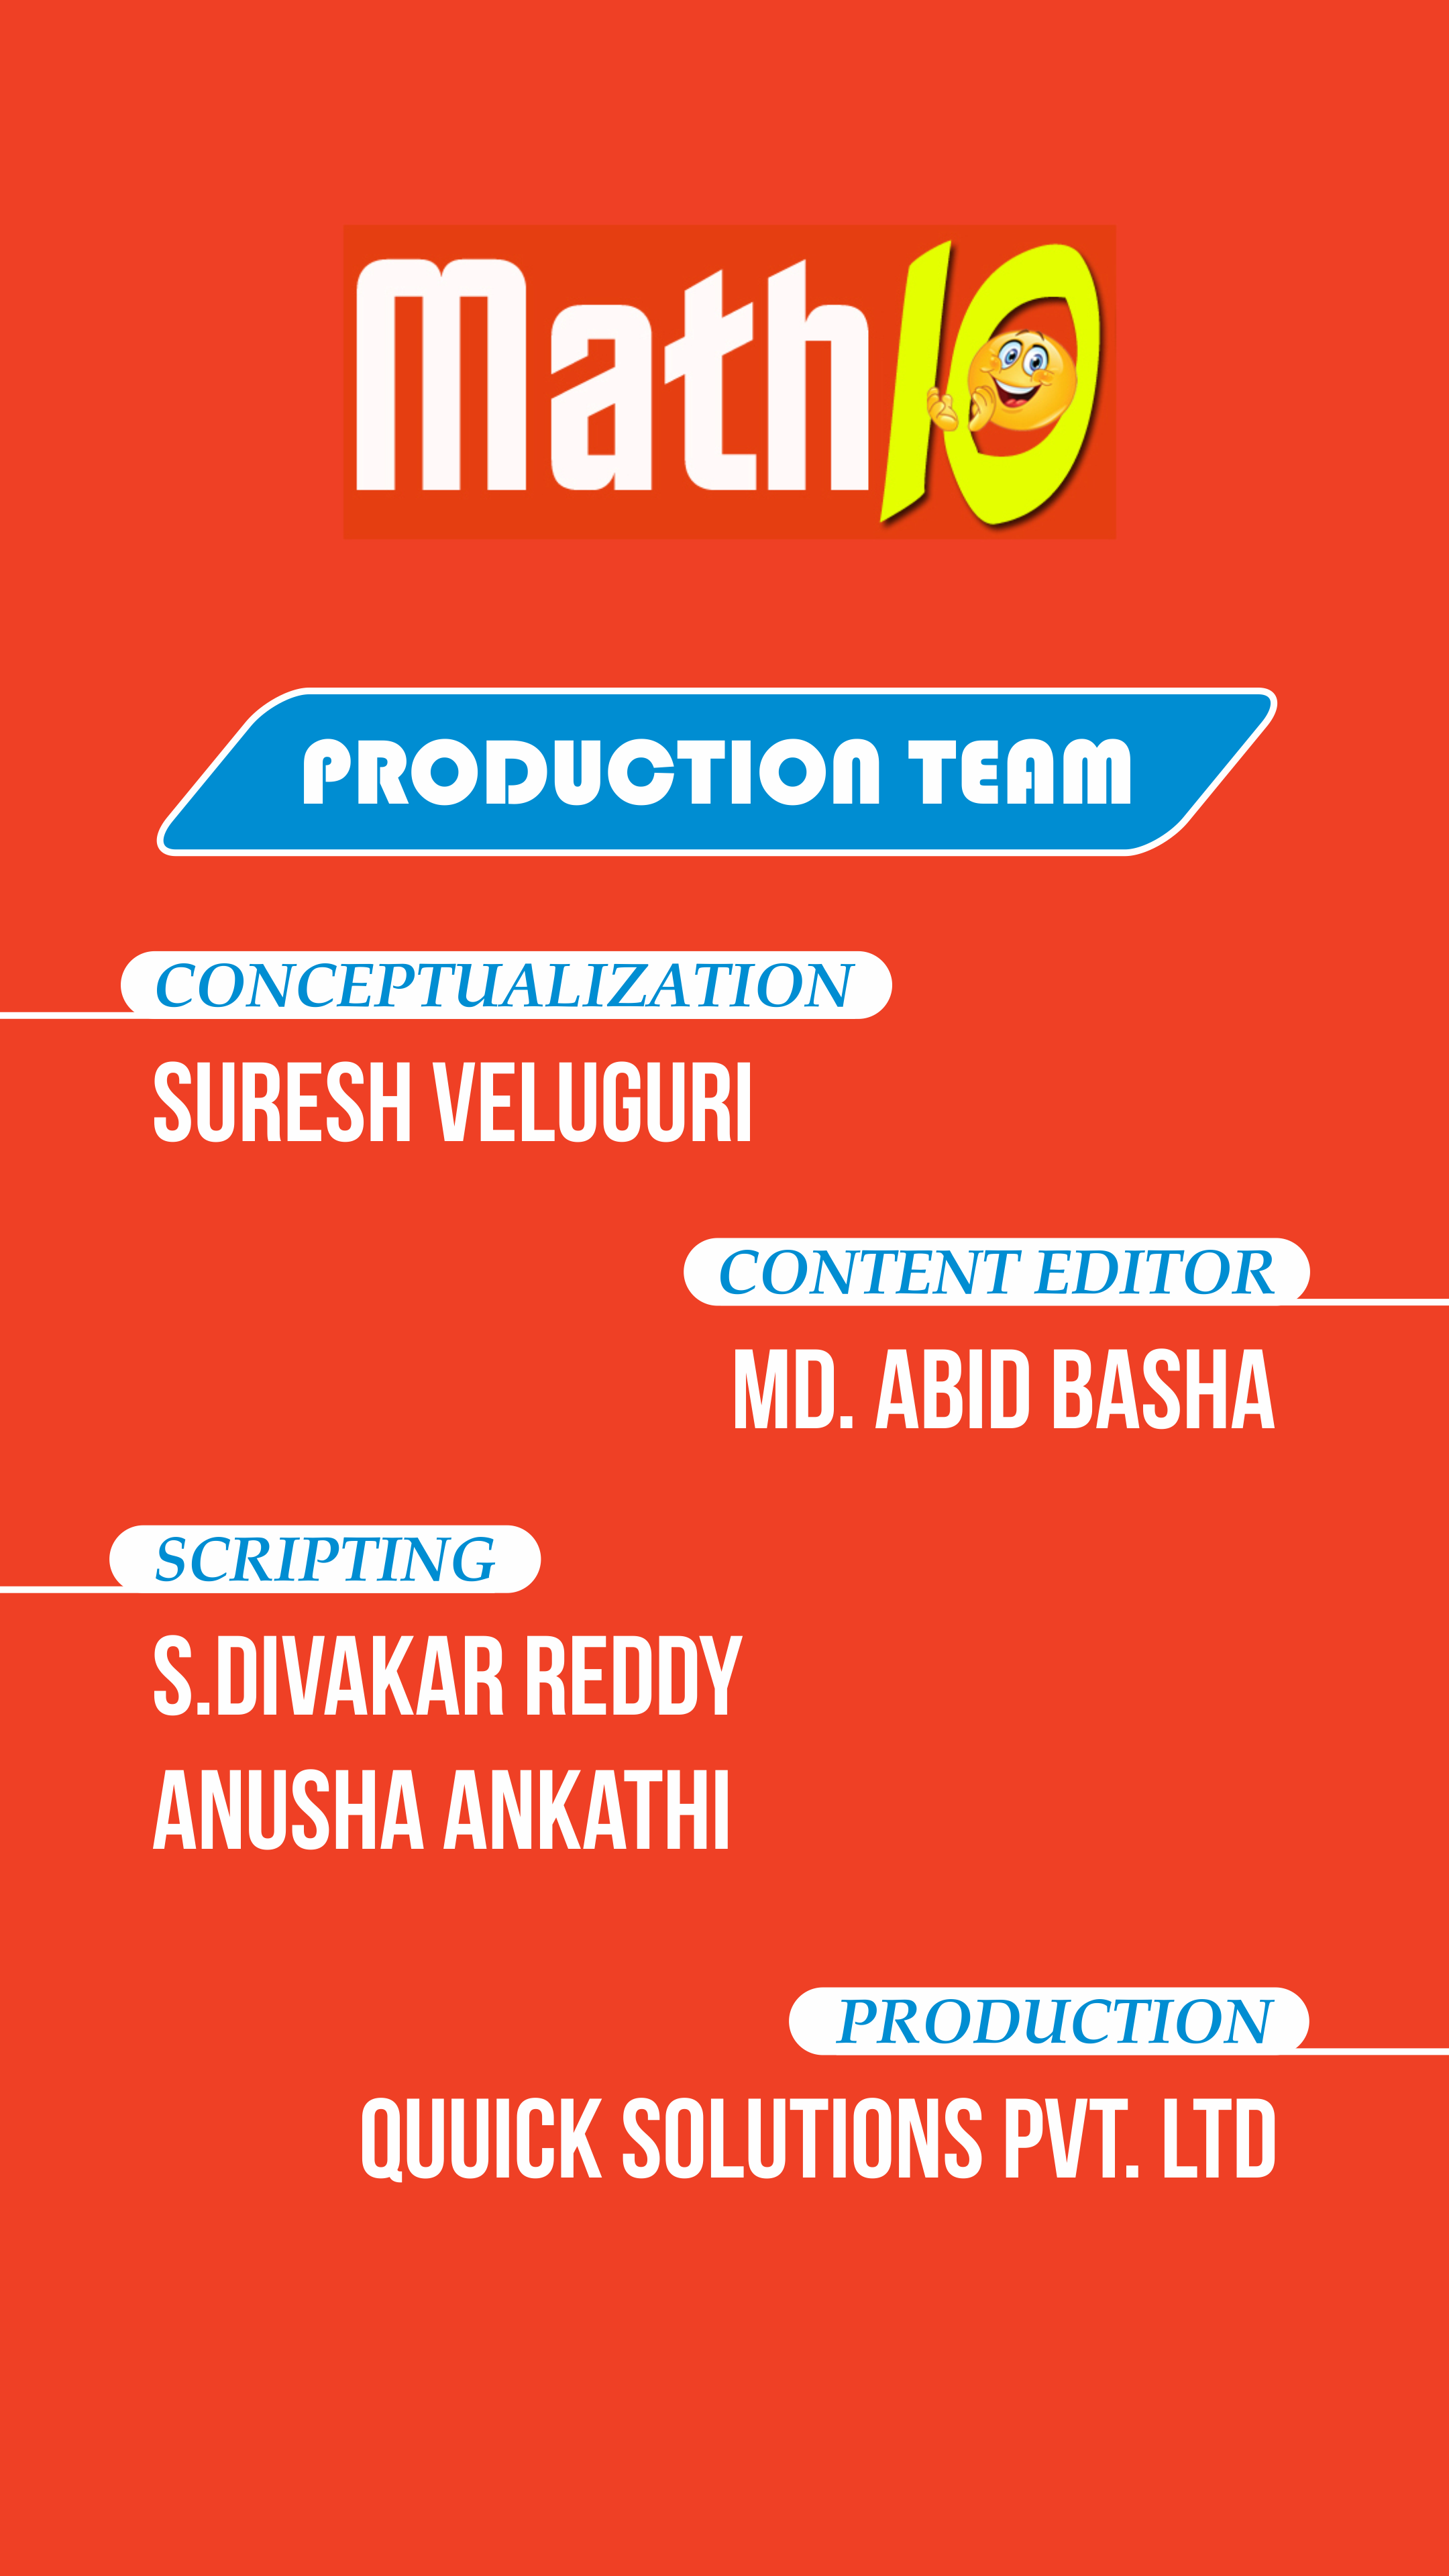 Math10
PRODUCTION TEAM
CONCEPTUALIZATION
SURESH VELUGURI
CONTENT EDITOR
MD. ABID BASHA
SCRIPTING
S.DIVAKAR REDDY
ANUSHA ANKATHI
PRODUCTION
QUUICK SOLUTIONS PVT. LTD